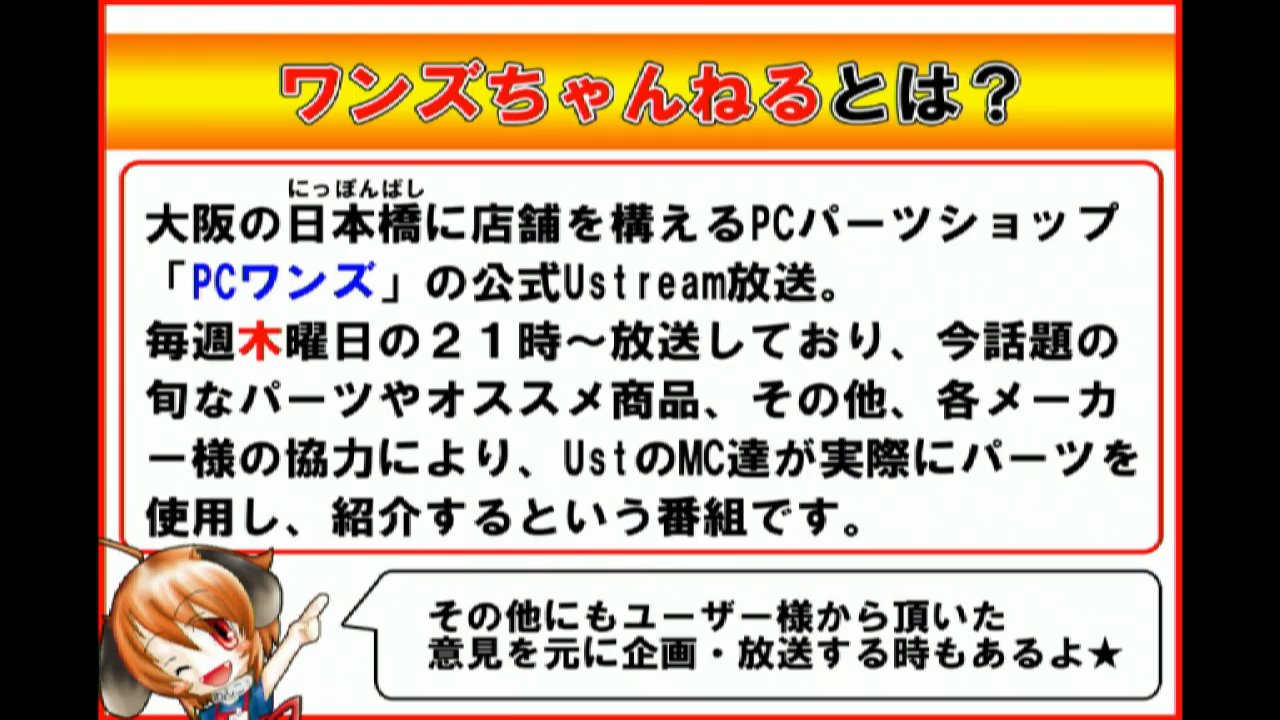 ワンズちゃんねるとは？
にっぽんばし
大阪の日本橋に店舗を構えるPCパーツショップ
「PCワンズ」の公式Ustream放送。
毎週木曜日の２１時～放送しており、今話題の
旬なパーツやオススメ商品、その他、各メーカ
ー様の協力により、UstのMC達が実際にパーツを
使用し、紹介するという番組です。
その他にもユーザー様から頂いた
意見を元に企画・放送する時もあるよ★